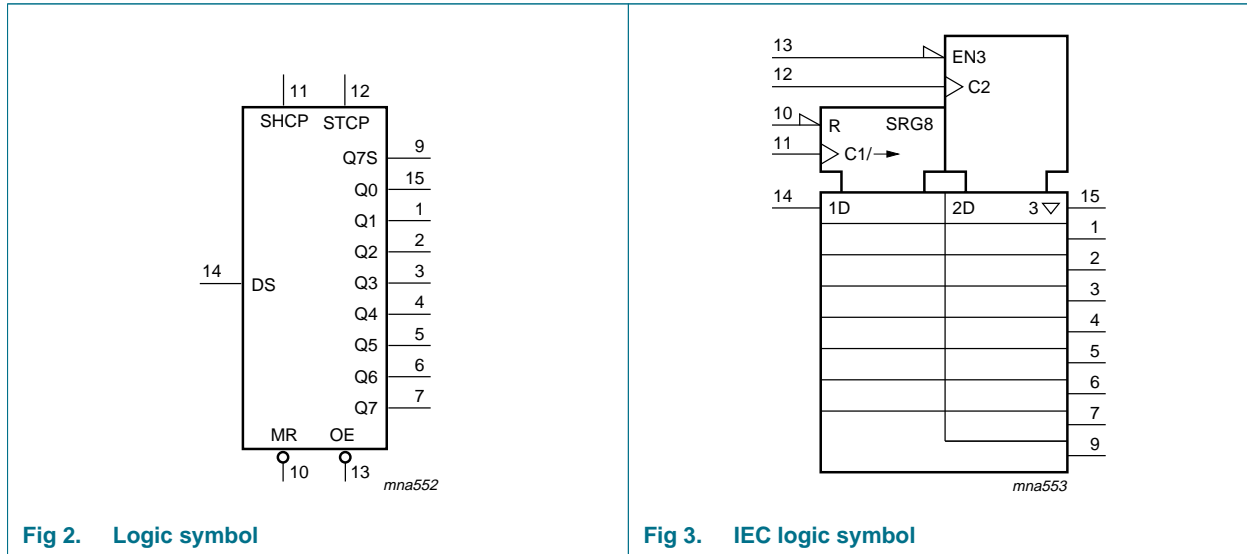 11 12
SHCP STCP
Q7S 9
Q0 15
Q1 1
Q2 2
14 DS Q3 3
Q4 4
Q5 5
Q6 6
Q7 7
MR OE
10 13
mna552
Fig 2. Logic symbol
13 EN3
12 C2
10 R SRG8
11 C1/
14 1D 2D 3 15
1
2
3
4
5
6
7
9
mna553
Fig 3. IEC logic symbol